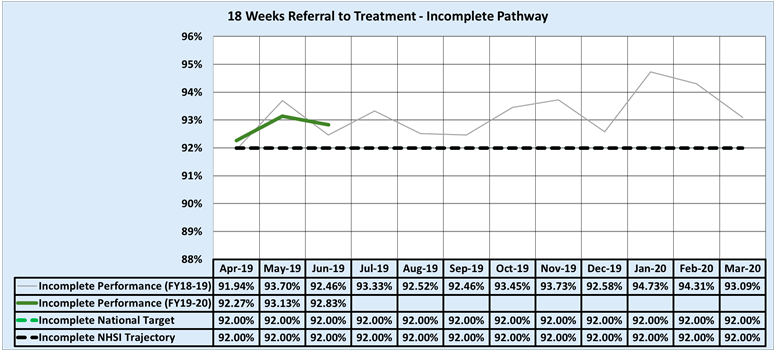 18 Weeks Referral to Treatment - Incomplete Pathway
96%
95%
94%
93%
92%
91%
90%
89%
88%
Apr-19 May-19 Jun-19 Jul-19 Aug-19 Sep-19 Oct-19 Nov-19 Dec-19 Jan-20 Feb-20 Mar-20
Incomplete Performance (FY18-19) 91.94% 93.70% 92.46% 93.33% 92.52% 92.46% 93.45% 93.73% 92.58% 94.73% 94.31% 93.09%
Incomplete Performance (FY19-20) 92.27% 93.13% 92.83%
Incomplete National Target 92.00% 92.00% 92.00% 92.00% 92.00% 92.00% 92.00% 92.00% 92.00% 92.00% 92.00% 92.00%
Incomplete NHSI Trajectory 92.00% 92.00% 92.00% 92.00% 92.00% 92.00% 92.00% 92.00% 92.00% 92.00% 92.00% 92.00%